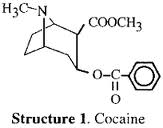 H₃C
N
COOCH₃
O-C
O
Structure 1. Cocaine